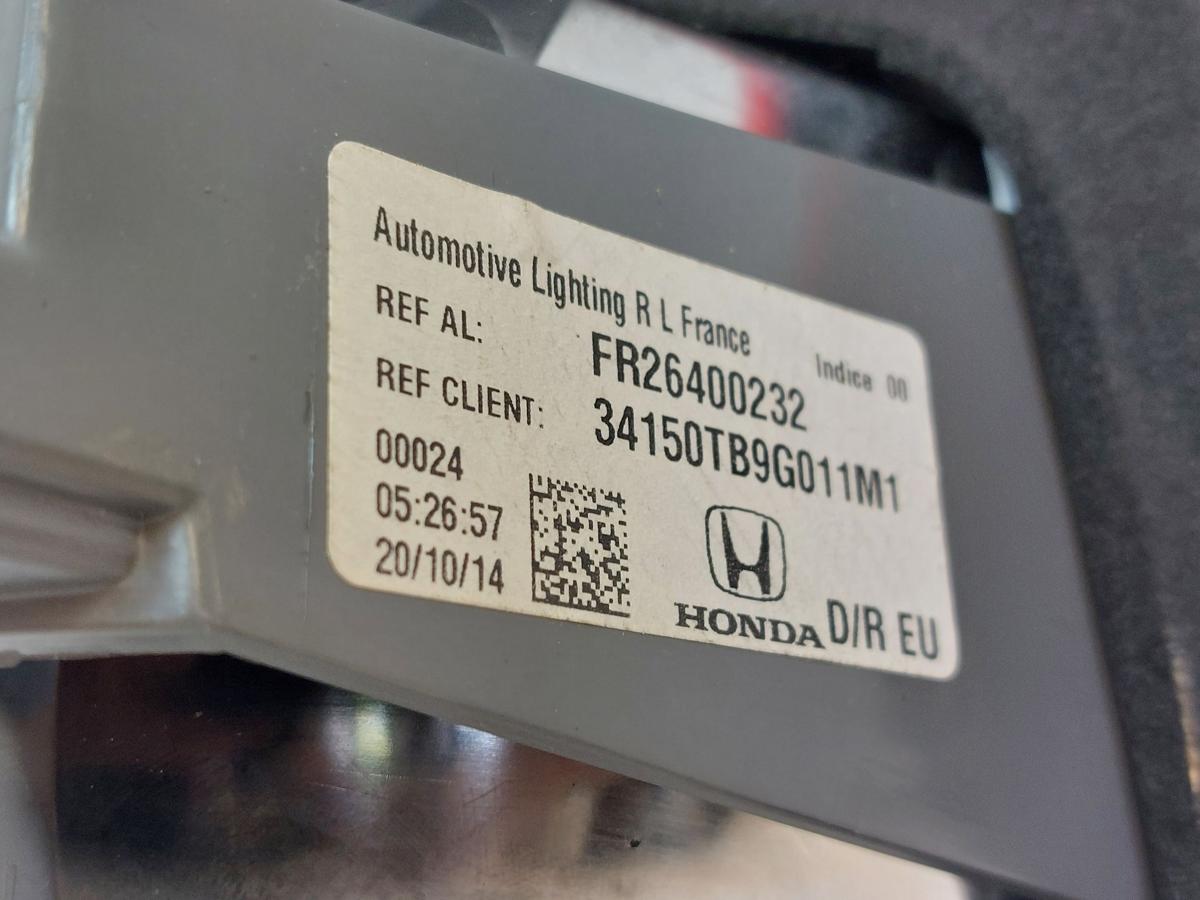 Automotive Lighting R L France
Indice 00
REF AL: FR26400232
REF CLIENT: 34150TB9G011M1
00024
05:26:57
20/10/14
HONDA D/R EU